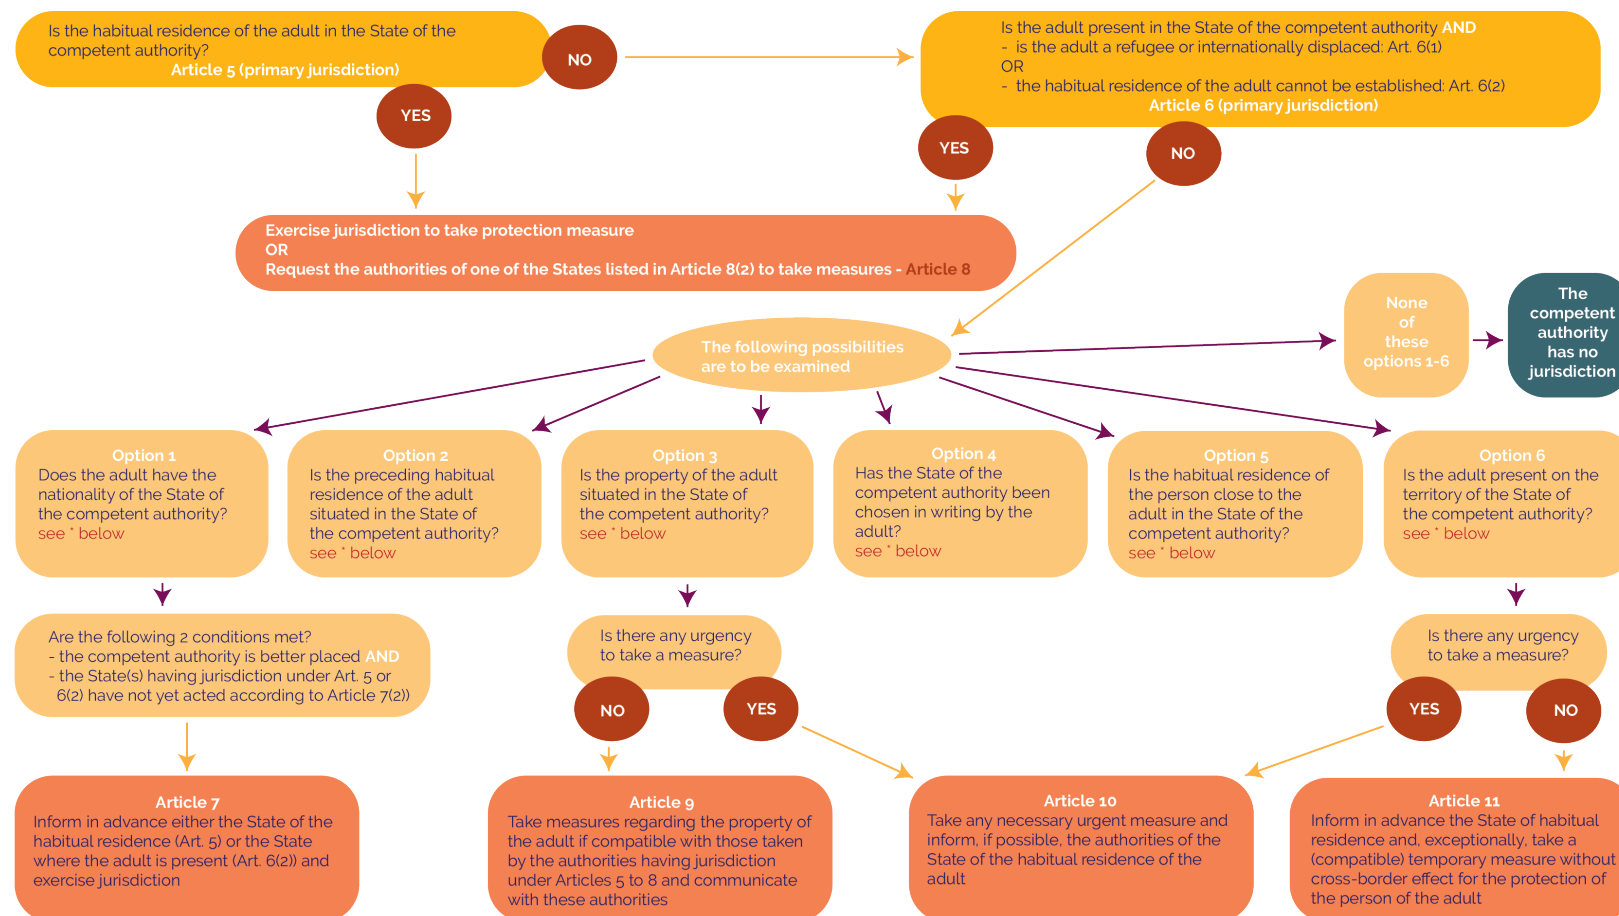 Is the habitual residence of the adult in the State of the
competent authority?
Article 5 (primary jurisdiction)
NO
YES
Is the adult present in the State of the competent authority AND
- is the adult a refugee or internationally displaced: Art. 6(1)
OR
- the habitual residence of the adult cannot be established: Art. 6(2)
Article 6 (primary jurisdiction)
YES
NO
Exercise jurisdiction to take protection measure
OR
Request the authorities of one of the States listed in Article 8(2) to take measures - Article 8
The following possibilities
are to be examined
None
of
these
options 1-6
The
competent
authority
has no
jurisdiction
Option 1
Does the adult have the
nationality of the State of
the competent authority?
see * below
Option 2
Is the preceding habitual
residence of the adult
situated in the State of
the competent authority?
see * below
Option 3
Is the property of the adult
situated in the State of
the competent authority?
see * below
Option 4
Has the State of the
competent authority been
chosen in writing by the
adult?
see * below
Option 5
Is the habitual residence of
the person close to the
adult in the State of the
competent authority?
see * below
Option 6
Is the adult present on the
territory of the State of
the competent authority?
see * below
Are the following 2 conditions met?
- the competent authority is better placed AND
- the State(s) having jurisdiction under Art. 5 or
6(2) have not yet acted according to Article 7(2))
Is there any urgency
to take a measure?
NO
YES
Is there any urgency
to take a measure?
YES
NO
Article 7
Inform in advance either the State of the
habitual residence (Art. 5) or the State
where the adult is present (Art. 6(2)) and
exercise jurisdiction
Article 9
Take measures regarding the property of
the adult if compatible with those taken
by the authorities having jurisdiction
under Articles 5 to 8 and communicate
with these authorities
Article 10
Take any necessary urgent measure and
inform, if possible, the authorities of the
State of the habitual residence of the
adult
Article 11
Inform in advance the State of habitual
residence and, exceptionally, take a
(compatible) temporary measure without
cross-border effect for the protection of
the person of the adult